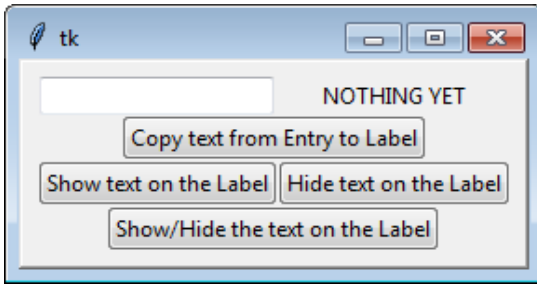 tk
NOTHING YET
Copy text from Entry to Label
Show text on the Label Hide text on the Label
Show/Hide the text on the Label